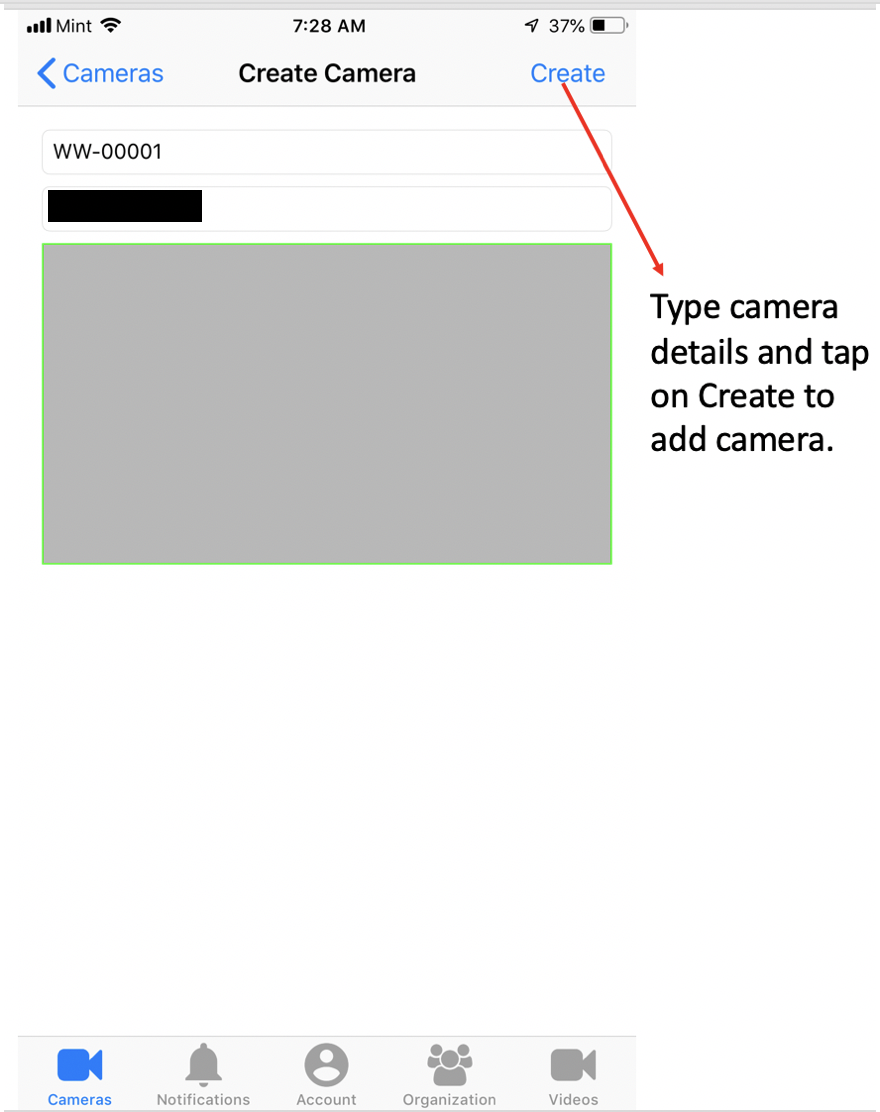 Mint 7:28 AM 37%
Cameras Create Camera Create
WW-00001
Type camera
details and tap
on Create to
add camera.
Cameras Notifications Account Organization Videos